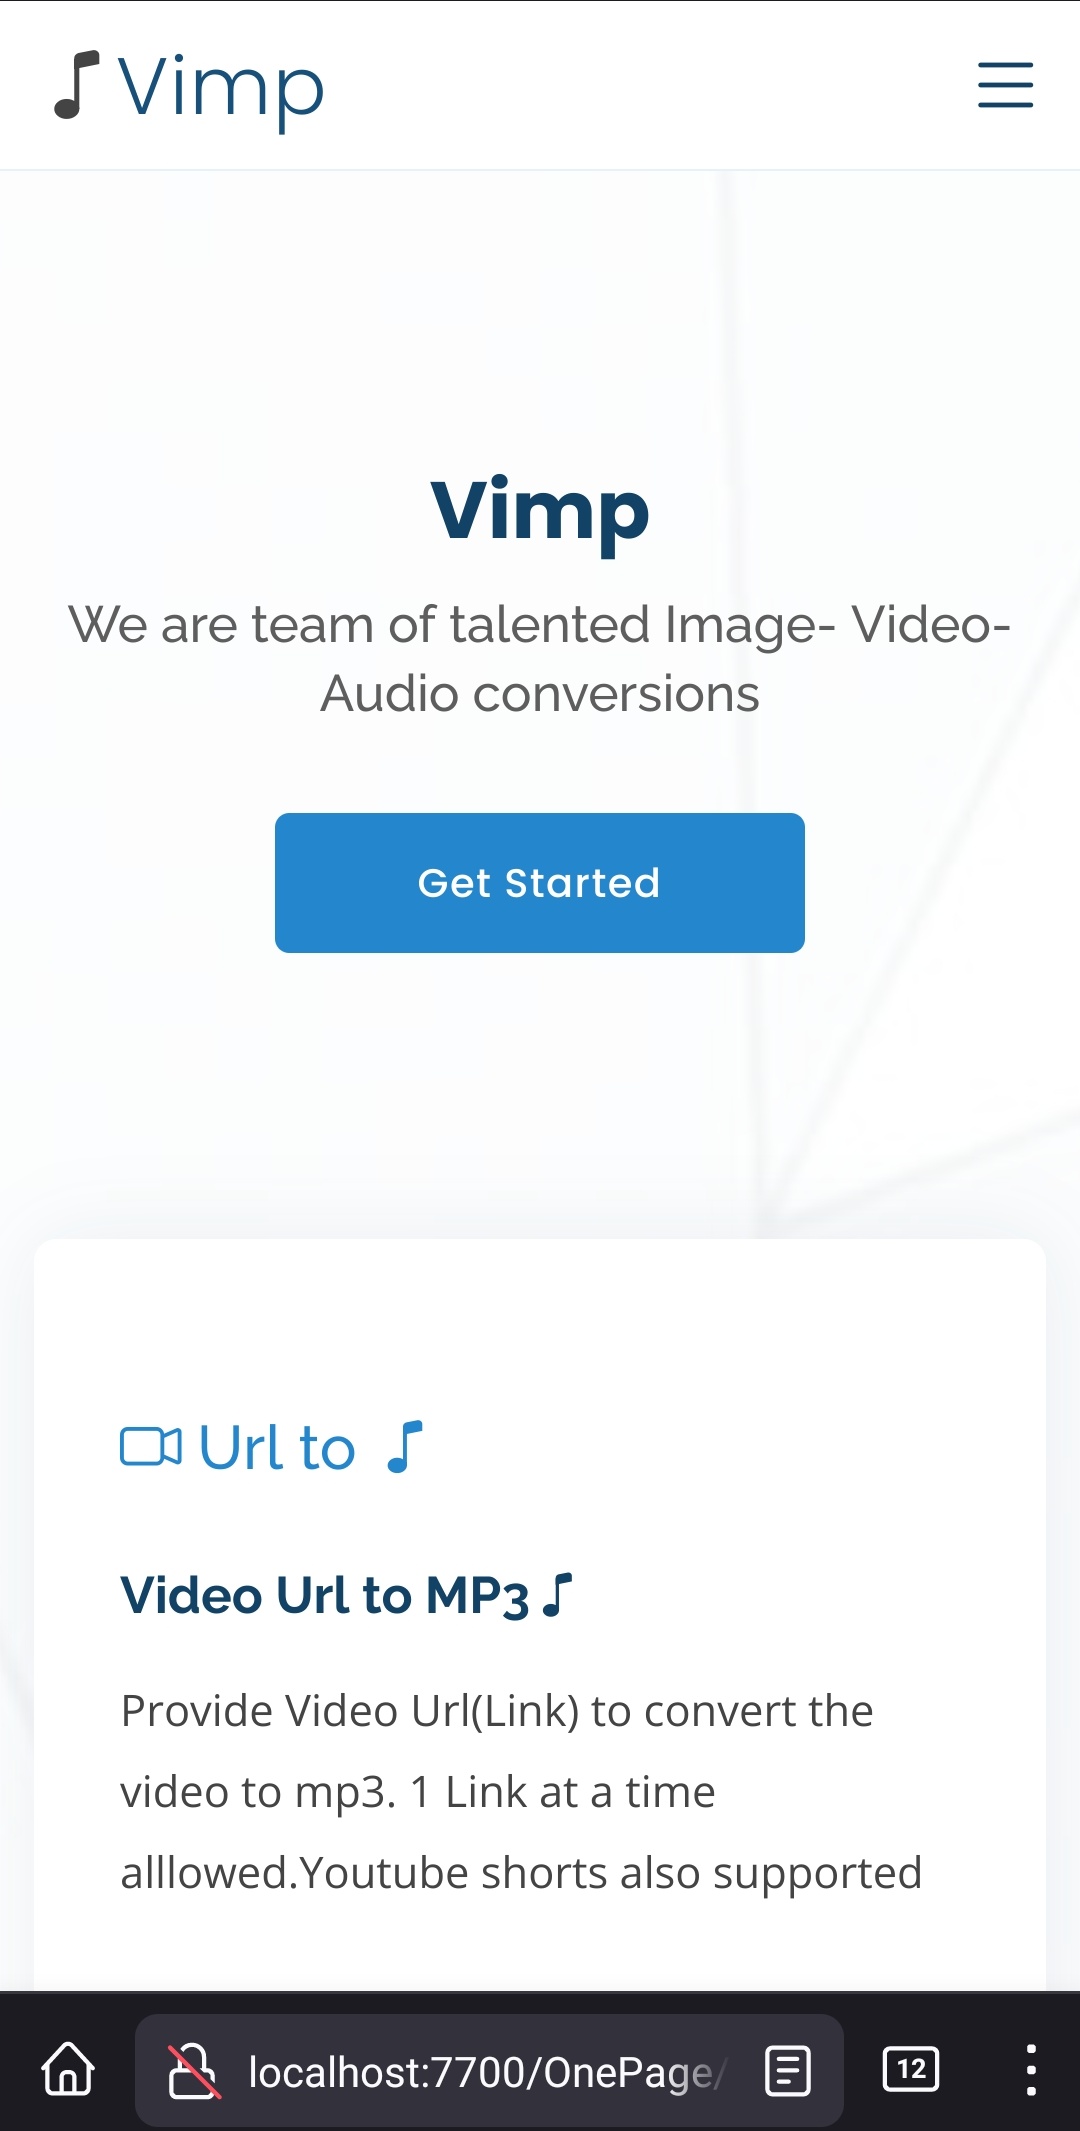 Vimp
Vimp
We are team of talented Image- Video-
Audio conversions
Get Started
Url to
Video Url to MP3
Provide Video Url(Link) to convert the
video to mp3. 1 Link at a time
alllowed.Youtube shorts also supported
localhost:7700/OnePage/
12